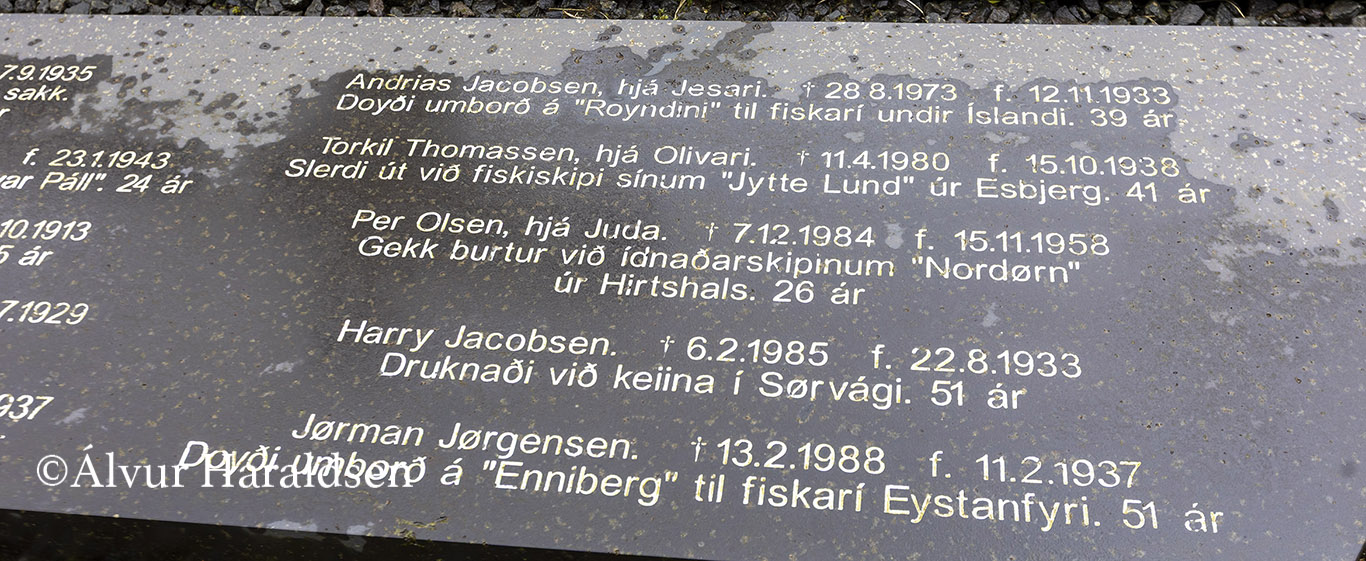 7.9.1935
sakk.
r
f. 23.1.1943
var Páll". 24 ár
10.1913
5 ár
7.1929
937
Andrias Jacobsen, hjá Jesari. † 28 8.1973 f. 12.11.1933
Doyði umborð á "Royndini" til fiskarí undir Íslandi. 39 ár
Torkil Thomassen, hjá Olivari. † 11.4.1980 f. 15.10.1938
Slerdi út við fiskiskipi sínum "Jytte Lund" úr Esbjerg. 41 ár
Per Olsen, hjá Juda. † 7.12.1984 f. 15.11.1958
Gekk burtur við ídnaðarskipinum "Nordørn"
úr Hirtshals. 26 ár
Harry Jacobsen. † 6.2.1985 f. 22.8.1933
Druknaði við keiina í Sørvági. 51 ár
Jørman Jørgensen. † 13.2.1988 f. 11.2.1937
Doyði umborð á "Enniberg" til fiskarí Eystanfyri. 51 ár
©Álvur Haraldsen